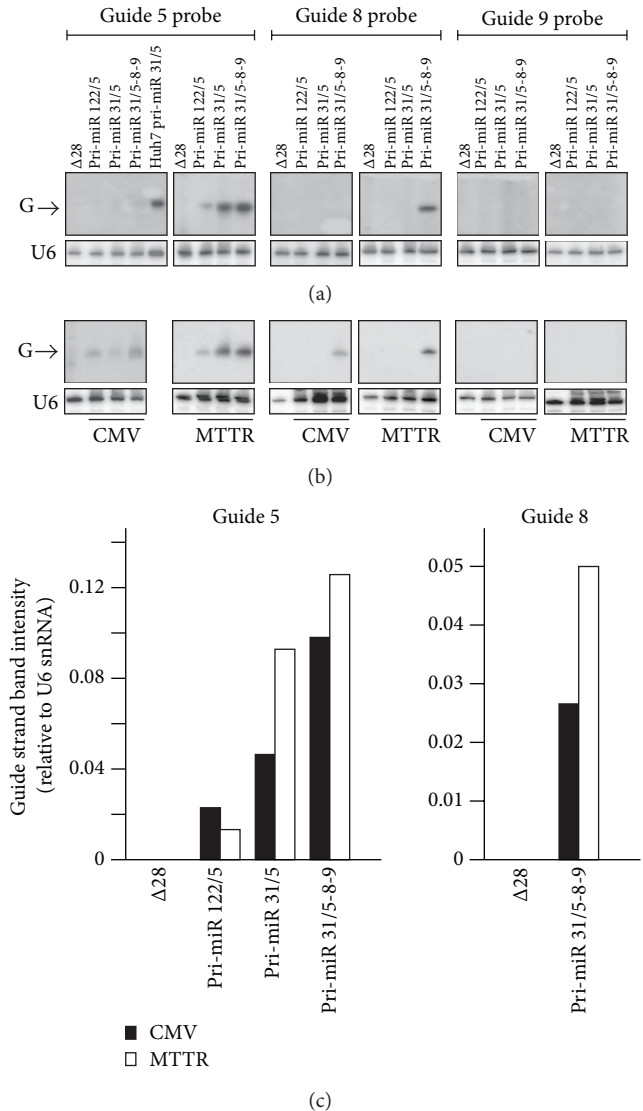 Guide 5 probe
Guide 8 probe
Guide 9 probe
Δ28
Pri-miR 122/5
Pri-miR 31/5
Pri-miR 31/5-8-9
Huh7 pri-miR 31/5
Δ28
Pri-miR 122/5
Pri-miR 31/5
Pri-miR 31/5-8-9
Δ28
Pri-miR 122/5
Pri-miR 31/5
Pri-miR 31/5-8-9
Δ28
Pri-miR 122/5
Pri-miR 31/5
Pri-miR 31/5-8-9
Δ28
Pri-miR 122/5
Pri-miR 31/5
Pri-miR 31/5-8-9
Δ28
Pri-miR 122/5
Pri-miR 31/5
Pri-miR 31/5-8-9
G →
U6
(a)
G →
U6
CMV
MTTR
CMV
MTTR
CMV
MTTR
(b)
Guide 5
Guide 8
Guide strand band intensity
(relative to U6 snRNA)
0.12
0.08
0.04
0
0.05
0.04
0.03
0.02
0.01
0
Δ28
Pri-miR 122/5
Pri-miR 31/5
Pri-miR 31/5-8-9
Δ28
Pri-miR 31/5-8-9
CMV
MTTR
(c)